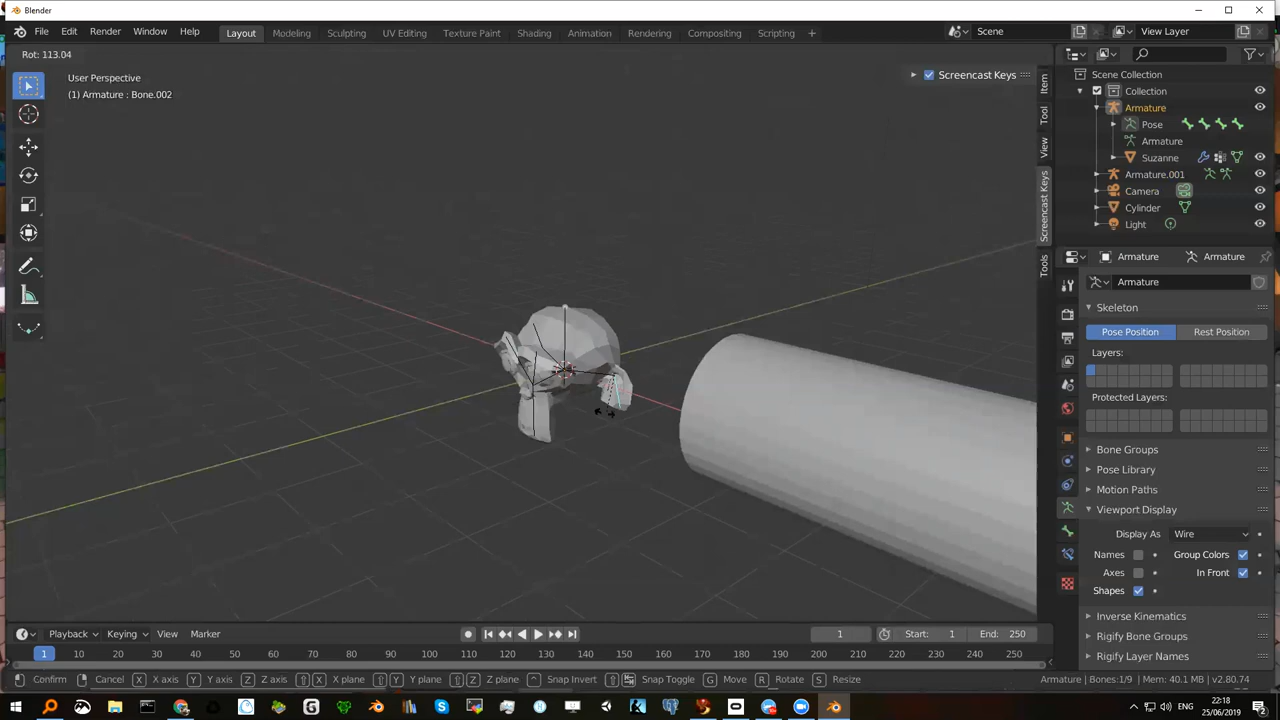 Blender
File Edit Render Window Help Layout Modeling Sculpting UV Editing Texture Paint Shading Animation Rendering Compositing Scripting + Scene View Layer
Rot: 113.04
User Perspective
(1) Armature : Bone.002
Screencast Keys
Item
Tool
View
Screencast Keys
Tools
Scene Collection
Collection
Armature
Pose
Armature
Suzanne
Armature.001
Camera
Cylinder
Light
Armature Armature
Armature
Skeleton
Pose Position Rest Position
Layers:
Protected Layers:
Bone Groups
Pose Library
Motion Paths
Viewport Display
Display As Wire
Names Group Colors
Axes In Front
Shapes
Inverse Kinematics
Rigify Bone Groups
Rigify Layer Names
Playback Keying View Marker 1 Start: 1 End: 250
1 10 20 30 40 50 60 70 80 90 100 110 120 130 140 150 160 170 180 190 200 210 220 230 240 250
Confirm Cancel X X axis Y Y axis Z Z axis X X plane Y Y plane Z Z plane Snap Invert Snap Toggle G Move R Rotate S Resize Armature | Bones:1/9 | Mem: 40.1 MB | v2.80.74
ENG
22:18
25/06/2019